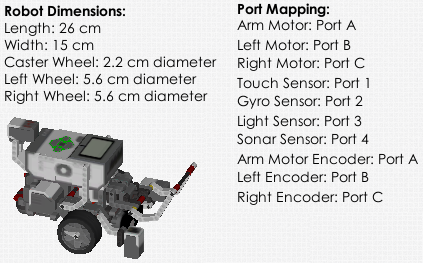 Robot Dimensions:
Length: 26 cm
Width: 15 cm
Caster Wheel: 2.2 cm diameter
Left Wheel: 5.6 cm diameter
Right Wheel: 5.6 cm diameter
Port Mapping:
Arm Motor: Port A
Left Motor: Port B
Right Motor: Port C
Touch Sensor: Port 1
Gyro Sensor: Port 2
Light Sensor: Port 3
Sonar Sensor: Port 4
Arm Motor Encoder: Port A
Left Encoder: Port B
Right Encoder: Port C